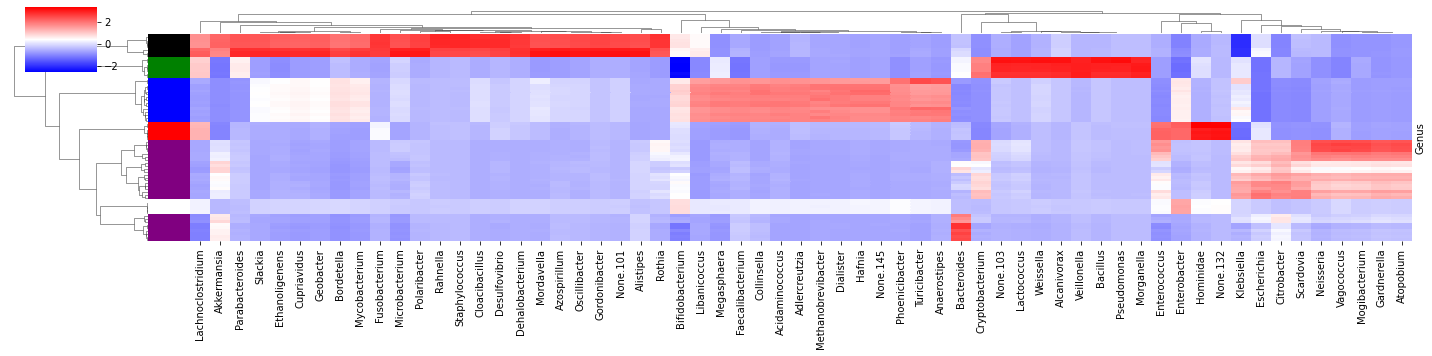 2
0
−2
Genus
Lachnoclostridium
Akkermansia
Parabacteroides
Slackia
Ethanoligenens
Cupriavidus
Geobacter
Bordetella
Mycobacterium
Fusobacterium
Microbacterium
Polaribacter
Rahnella
Staphylococcus
Cloacibacillus
Desulfovibrio
Dehalobacterium
Mordavella
Azospirillum
Oscillibacter
Gordonibacter
None.101
Alistipes
Rothia
Bifidobacterium
Libanicoccus
Megasphaera
Faecalibacterium
Collinsella
Acidaminococcus
Adlercreutzia
Methanobrevibacter
Dialister
Hafnia
None.145
Phoenicibacter
Turicibacter
Anaerostipes
Bacteroides
Cryptobacterium
None.103
Lactococcus
Weissella
Alcanivorax
Veillonella
Bacillus
Pseudomonas
Morganella
Enterococcus
Enterobacter
Hominidae
None.132
Klebsiella
Escherichia
Citrobacter
Scardovia
Neisseria
Vagococcus
Mogibacterium
Gardnerella
Atopobium